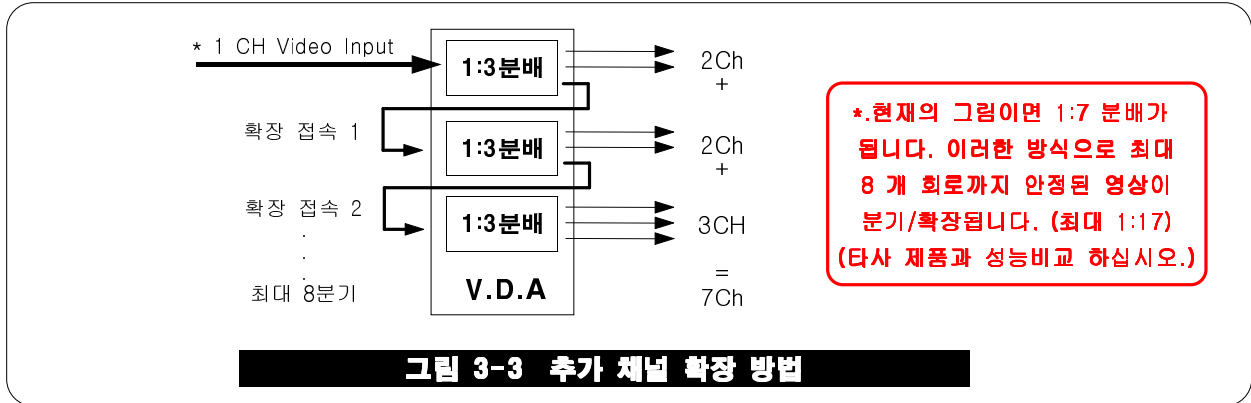 * 1 CH Video Input
1:3분배
2Ch
+
확장 접속 1
1:3분배
2Ch
+
확장 접속 2
1:3분배
3CH
.
.
.
=
최대 8분기
V.D.A
7Ch
*.현재의 그림이면 1:7 분배가
됩니다. 이러한 방식으로 최대
8 개 회로까지 안정된 영상이
분기/확장됩니다. (최대 1:17)
(타사 제품과 성능비교 하십시오.)
그림 3-3 추가 채널 확장 방법